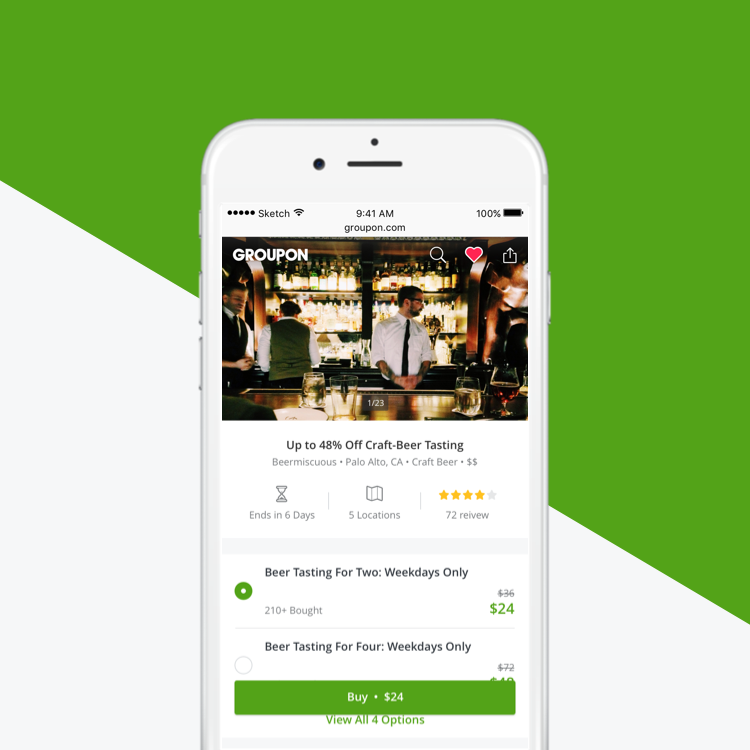 Sketch 9:41 AM 100%
groupon.com
GROUPON
1/23
Up to 48% Off Craft-Beer Tasting
Beermiscuous • Palo Alto, CA • Craft Beer • $$
Ends in 6 Days 5 Locations 72 reivew
Beer Tasting For Two: Weekdays Only
$36
210+ Bought $24
Beer Tasting For Four: Weekdays Only
$72
Buy • $24
View All 4 Options